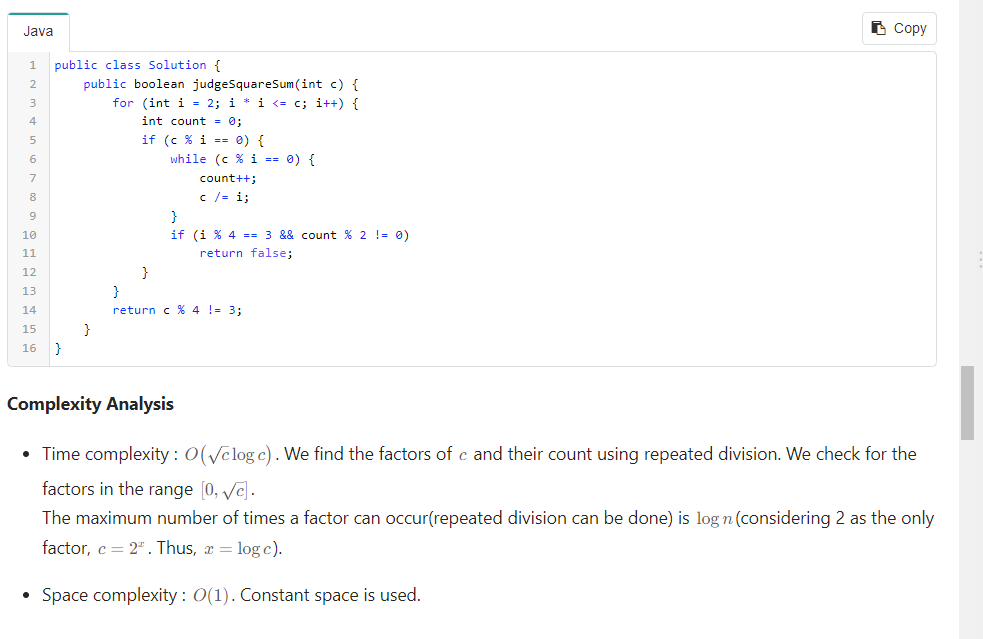 Java
Copy
1 public class Solution {
2     public boolean judgeSquareSum(int c) {
3         for (int i = 2; i * i <= c; i++) {
4             int count = 0;
5             if (c % i == 0) {
6                 while (c % i == 0) {
7                     count++;
8                     c /= i;
9                 }
10                 if (i % 4 == 3 && count % 2 != 0)
11                     return false;
12             }
13         }
14         return c % 4 != 3;
15     }
16 }
Complexity Analysis
• Time complexity : O(√c log c). We find the factors of c and their count using repeated division. We check for the
factors in the range [0, √c].
The maximum number of times a factor can occur(repeated division can be done) is log n(considering 2 as the only
factor, c = 2ˣ. Thus, x = log c).
• Space complexity : O(1). Constant space is used.